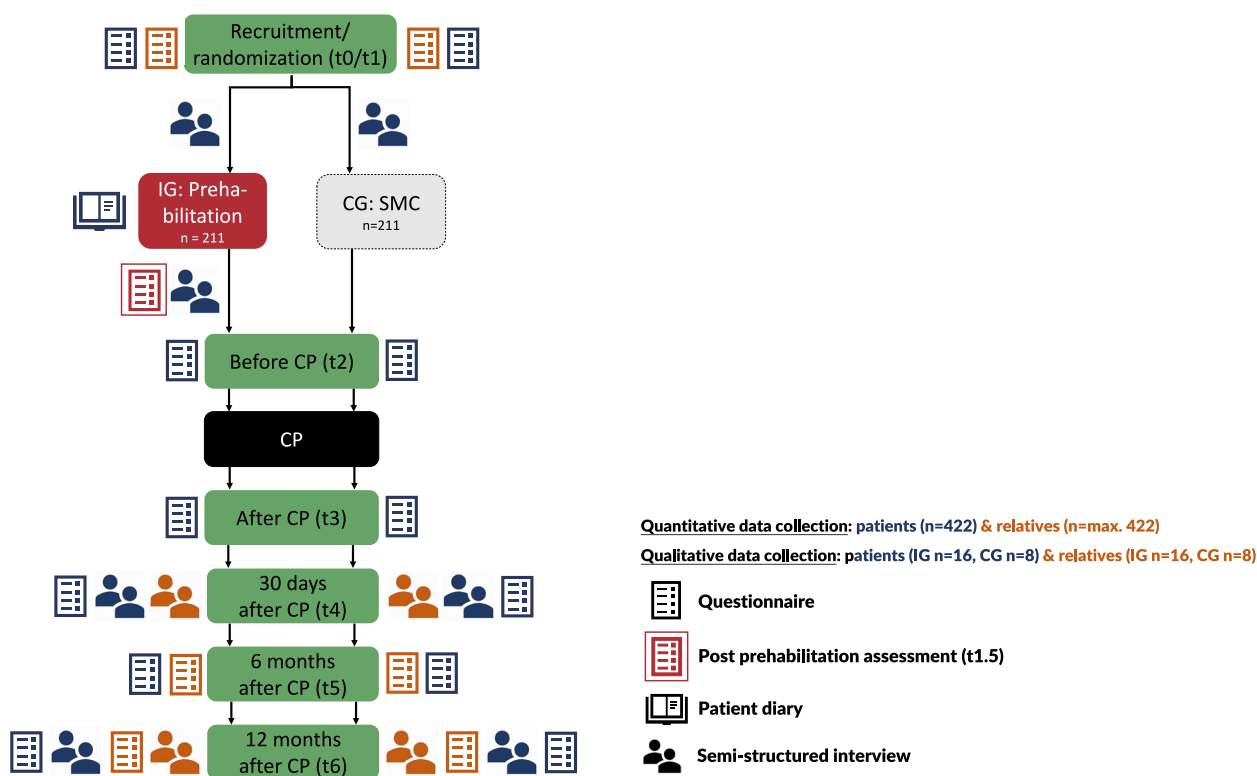 Recruitment/
randomization (t0/t1)
IG: Preha-
bilitation
n = 211
CG: SMC
n=211
Before CP (t2)
CP
After CP (t3)
30 days
after CP (t4)
6 months
after CP (t5)
12 months
after CP (t6)
Quantitative data collection: patients (n=422) & relatives (n=max. 422)
Qualitative data collection: patients (IG n=16, CG n=8) & relatives (IG n=16, CG n=8)
Questionnaire
Post prehabilitation assessment (t1.5)
Patient diary
Semi-structured interview